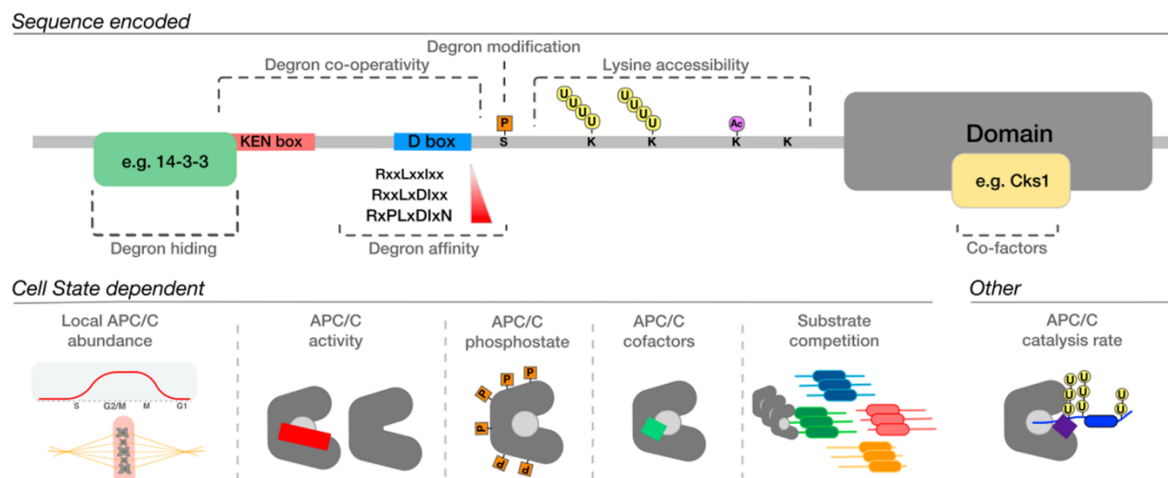 Sequence encoded
Degron modification
Degron co-operativity
Lysine accessibility
U U U U
U U U U
P
Ac
e.g. 14-3-3
KEN box
D box
S
K
K
K
K
Domain
e.g. Cks1
RxxLxxIxx
RxxLxDIxx
RxPLxDIxN
Degron hiding
Degron affinity
Co-factors
Cell State dependent
Other
Local APC/C
abundance
APC/C
activity
APC/C
phosphostate
APC/C
cofactors
Substrate
competition
APC/C
catalysis rate
S G2/M M G1
P P P P P P
U U U U U U U U